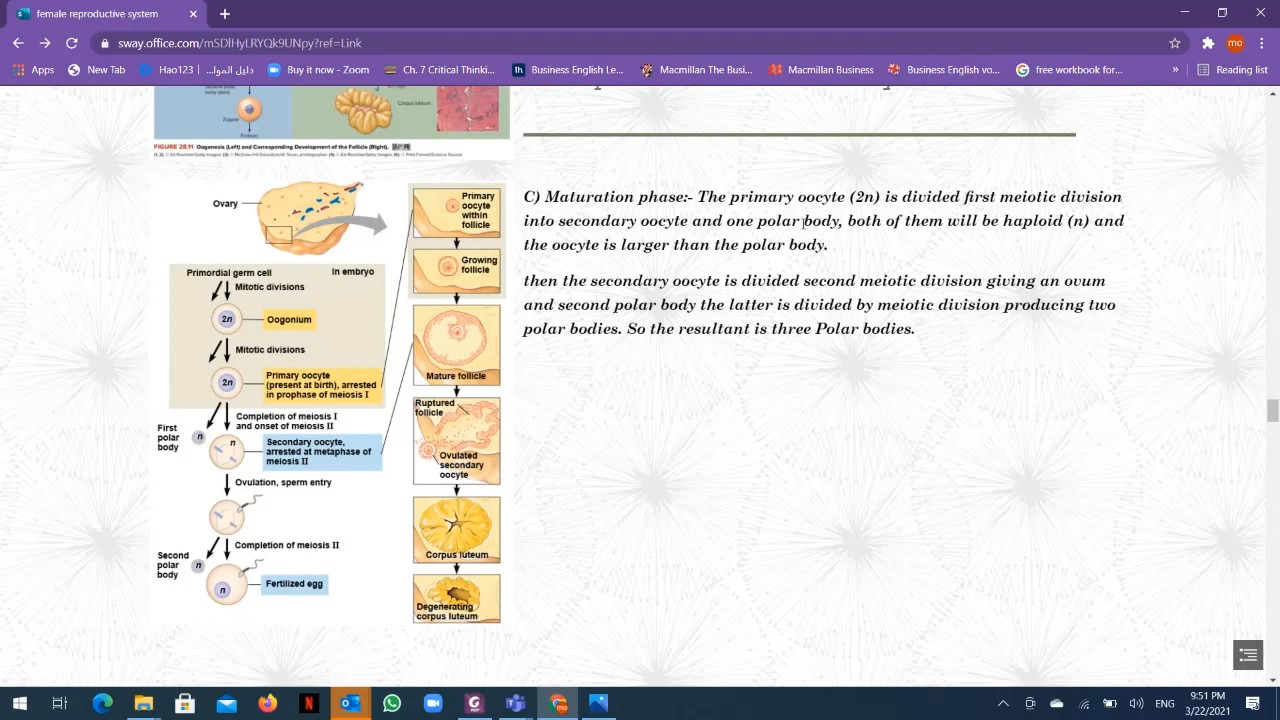 Password
sway.office.com/mSDlHyLRYQk9UNpy?ref=Link
mo
Apps
New Tab
Hao123
Buy it now - Zoom
Ch. 7 Critical Thinki...
Business English Le...
Macmillan The Busi...
Macmillan Business
Business English wo...
free workbook for...
»
Reading list
Zygote
Embryo
Corpus luteum
FIGURE 28.11 Oogenesis (Left) and Corresponding Development of the Follicle (Right).
Ovary
Primary
oocyte
within
follicle
Growing
follicle
Primordial germ cell
In embryo
Mitotic divisions
2n
Oogonium
Mitotic divisions
2n
Primary oocyte
(present at birth), arrested
in prophase of meiosis I
Mature follicle
Completion of meiosis I
and onset of meiosis II
First
polar
body
n
n
Secondary oocyte,
arrested at metaphase of
meiosis II
Ruptured
follicle
Ovulated
secondary
oocyte
Ovulation, sperm entry
Completion of meiosis II
Second
polar
body
n
n
Fertilized egg
Corpus luteum
Degenerating
corpus luteum
C) Maturation phase:- The primary oocyte (2n) is divided first meiotic division
into secondary oocyte and one polar body, both of them will be haploid (n) and
the oocyte is larger than the polar body.
then the secondary oocyte is divided second meiotic division giving an ovum
and second polar body the latter is divided by meiotic division producing two
polar bodies. So the resultant is three Polar bodies.
ENG
9:51 PM
3/22/2021